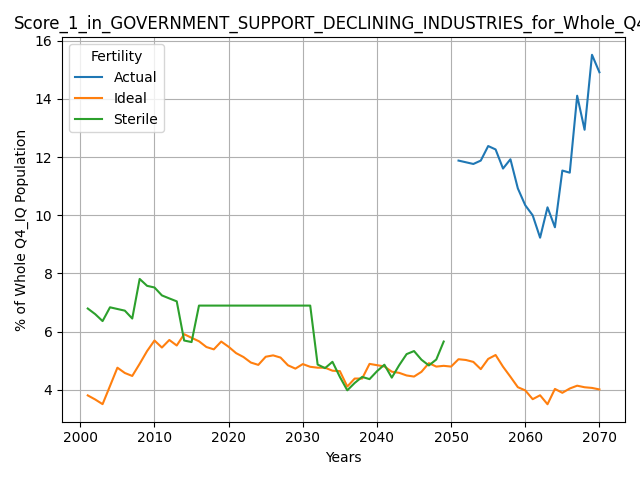 Score_1_in_GOVERNMENT_SUPPORT_DECLINING_INDUSTRIES_for_Whole_Q4
Fertility
Actual
Ideal
Sterile
% of Whole Q4_IQ Population
16
14
12
10
8
6
4
2000 2010 2020 2030 2040 2050 2060 2070
Years